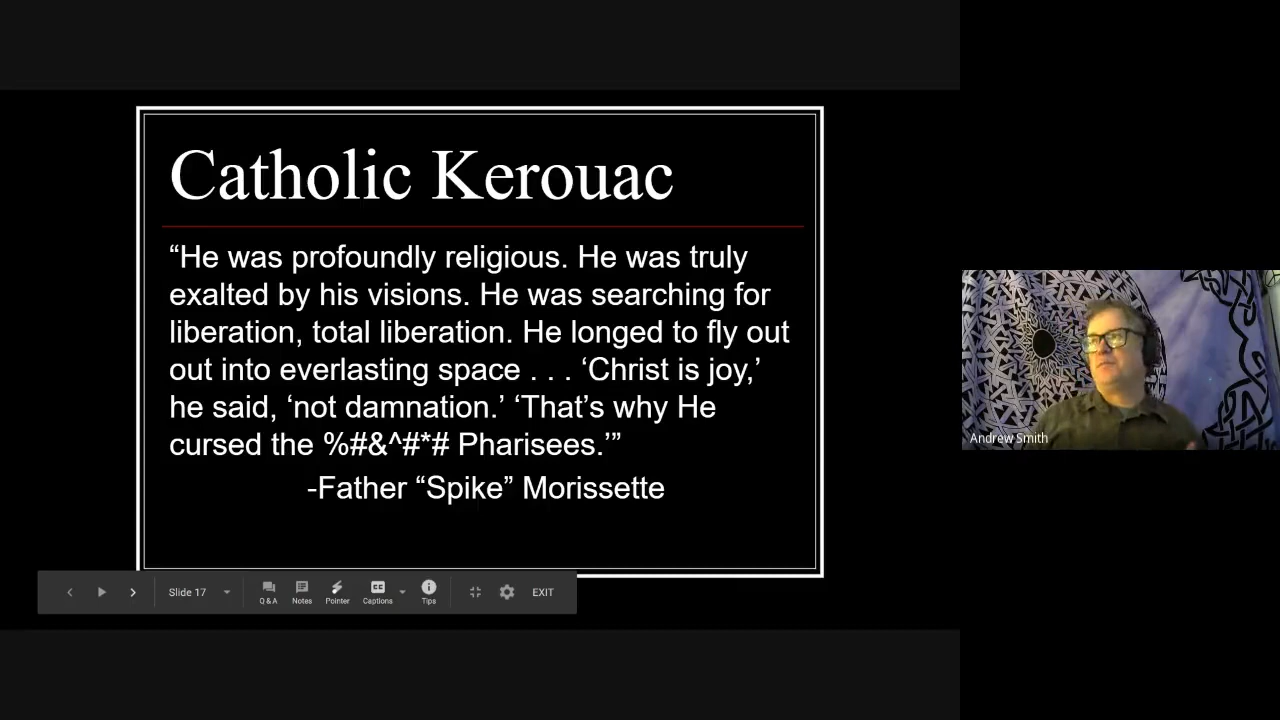 Catholic Kerouac
“He was profoundly religious. He was truly
exalted by his visions. He was searching for
liberation, total liberation. He longed to fly out
out into everlasting space . . . ‘Christ is joy,’
he said, ‘not damnation.’ ‘That’s why He
cursed the %#&^#*# Pharisees.’”
-Father “Spike” Morissette
Slide 17
Q & A
Notes
Pointer
Captions
Tips
EXIT
Andrew Smith